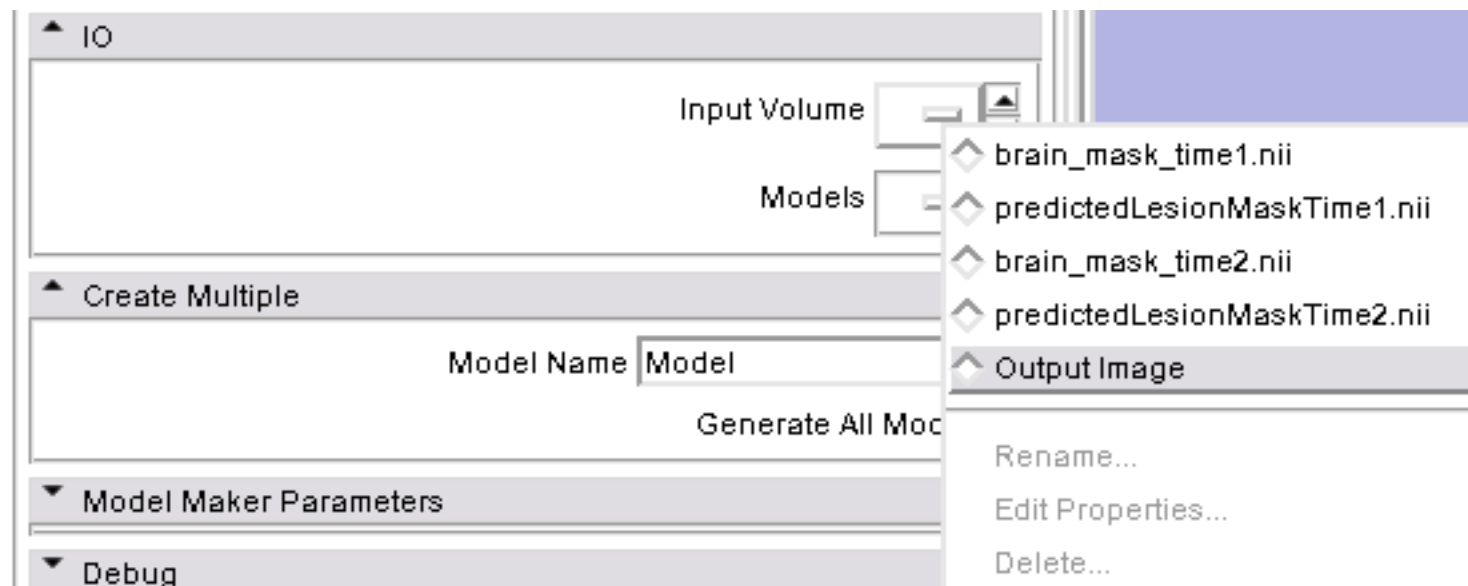 IO
Input Volume
Models
brain_mask_time1.nii
predictedLesionMaskTime1.nii
brain_mask_time2.nii
predictedLesionMaskTime2.nii
Output Image
Rename...
Edit Properties...
Delete...
Create Multiple
Model Name Model
Generate All
Model Maker Parameters
Debug